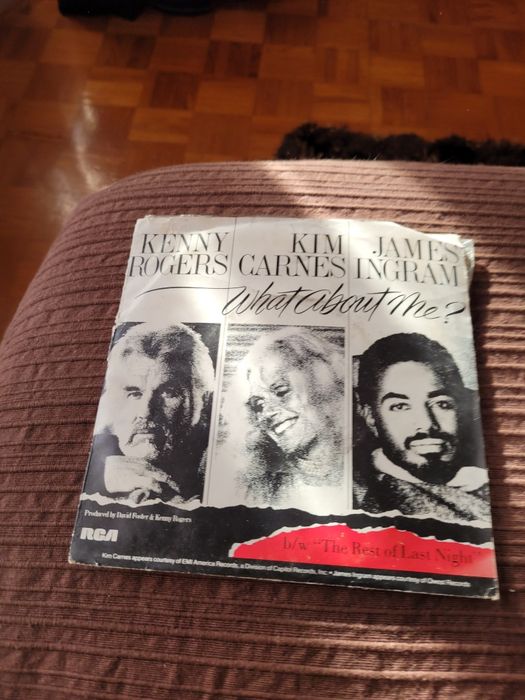 KENNY ROGERS
KIM CARNES
JAMES INGRAM
What About Me?
Produced by David Foster & Kenny Rogers
RCA
b/w "The Rest of Last Night"
Kim Carnes appears courtesy of EMI America Records, a Division of Capitol Records, Inc. • James Ingram appears courtesy of Qwest Records